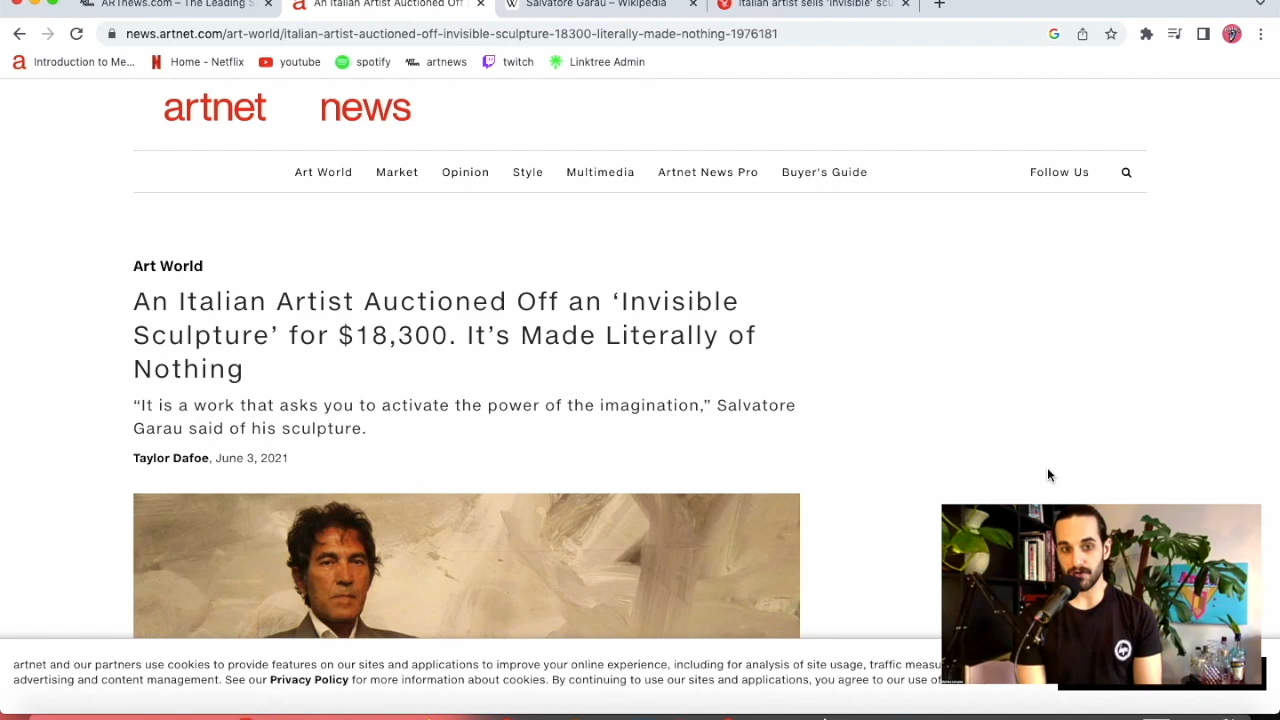 ARTnews.com – The Leading S
An Italian Artist Auctioned Off
Salvatore Garau – Wikipedia
Italian artist sells 'invisible' scu
news.artnet.com/art-world/italian-artist-auctioned-off-invisible-sculpture-18300-literally-made-nothing-1976181
Introduction to Me... Home - Netflix youtube spotify artnews twitch Linktree Admin
artnet news
Art World Market Opinion Style Multimedia Artnet News Pro Buyer's Guide Follow Us
Art World
An Italian Artist Auctioned Off an ‘Invisible
Sculpture’ for $18,300. It’s Made Literally of
Nothing
“It is a work that asks you to activate the power of the imagination,” Salvatore
Garau said of his sculpture.
Taylor Dafoe, June 3, 2021
artnet and our partners use cookies to provide features on our sites and applications to improve your online experience, including for analysis of site usage, traffic measu
advertising and content management. See our Privacy Policy for more information about cookies. By continuing to use our sites and applications, you agree to our use of